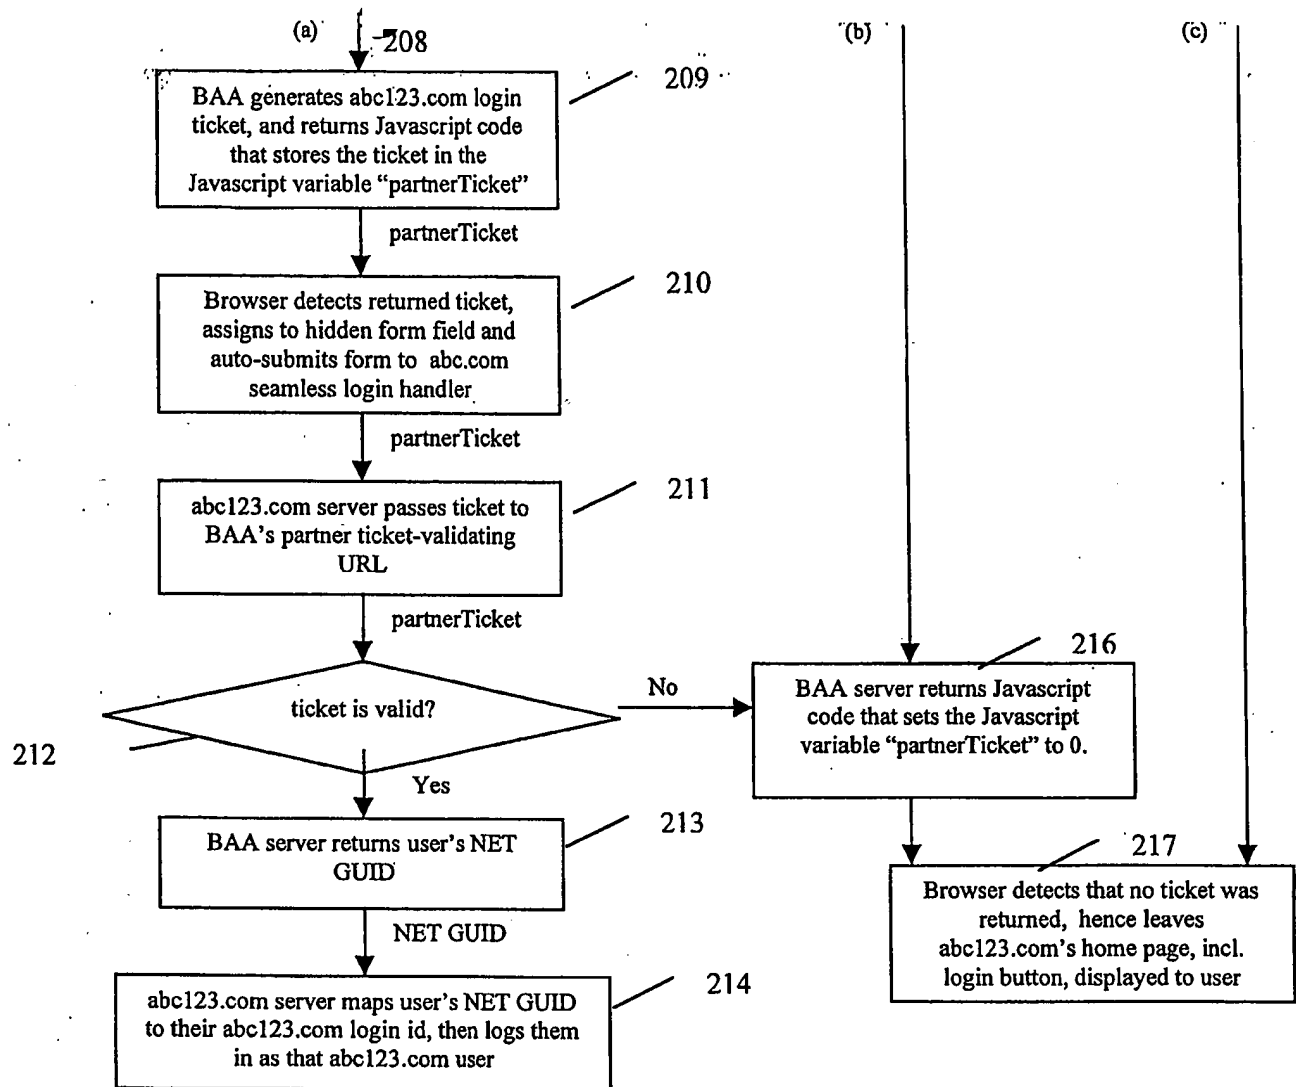 (a)
208
(b)
(c)
209
BAA generates abc123.com login
ticket, and returns Javascript code
that stores the ticket in the
Javascript variable “partnerTicket”
partnerTicket
210
Browser detects returned ticket,
assigns to hidden form field and
auto-submits form to abc.com
seamless login handler
partnerTicket
211
abc123.com server passes ticket to
BAA’s partner ticket-validating
URL
partnerTicket
212
ticket is valid?
No
Yes
216
BAA server returns Javascript
code that sets the Javascript
variable “partnerTicket” to 0.
213
BAA server returns user’s NET
GUID
NET GUID
217
Browser detects that no ticket was
returned, hence leaves
abc123.com’s home page, incl.
login button, displayed to user
214
abc123.com server maps user’s NET GUID
to their abc123.com login id, then logs them
in as that abc123.com user